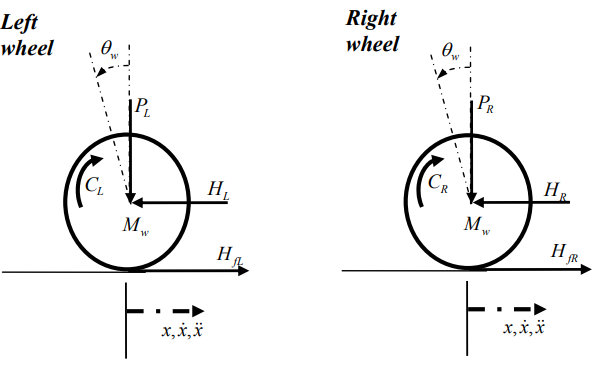 Left
wheel
θw
PL
CL
HL
Mw
HfL
x, ẋ, ẍ
Right
wheel
θw
PR
CR
HR
Mw
HfR
x, ẋ, ẍ